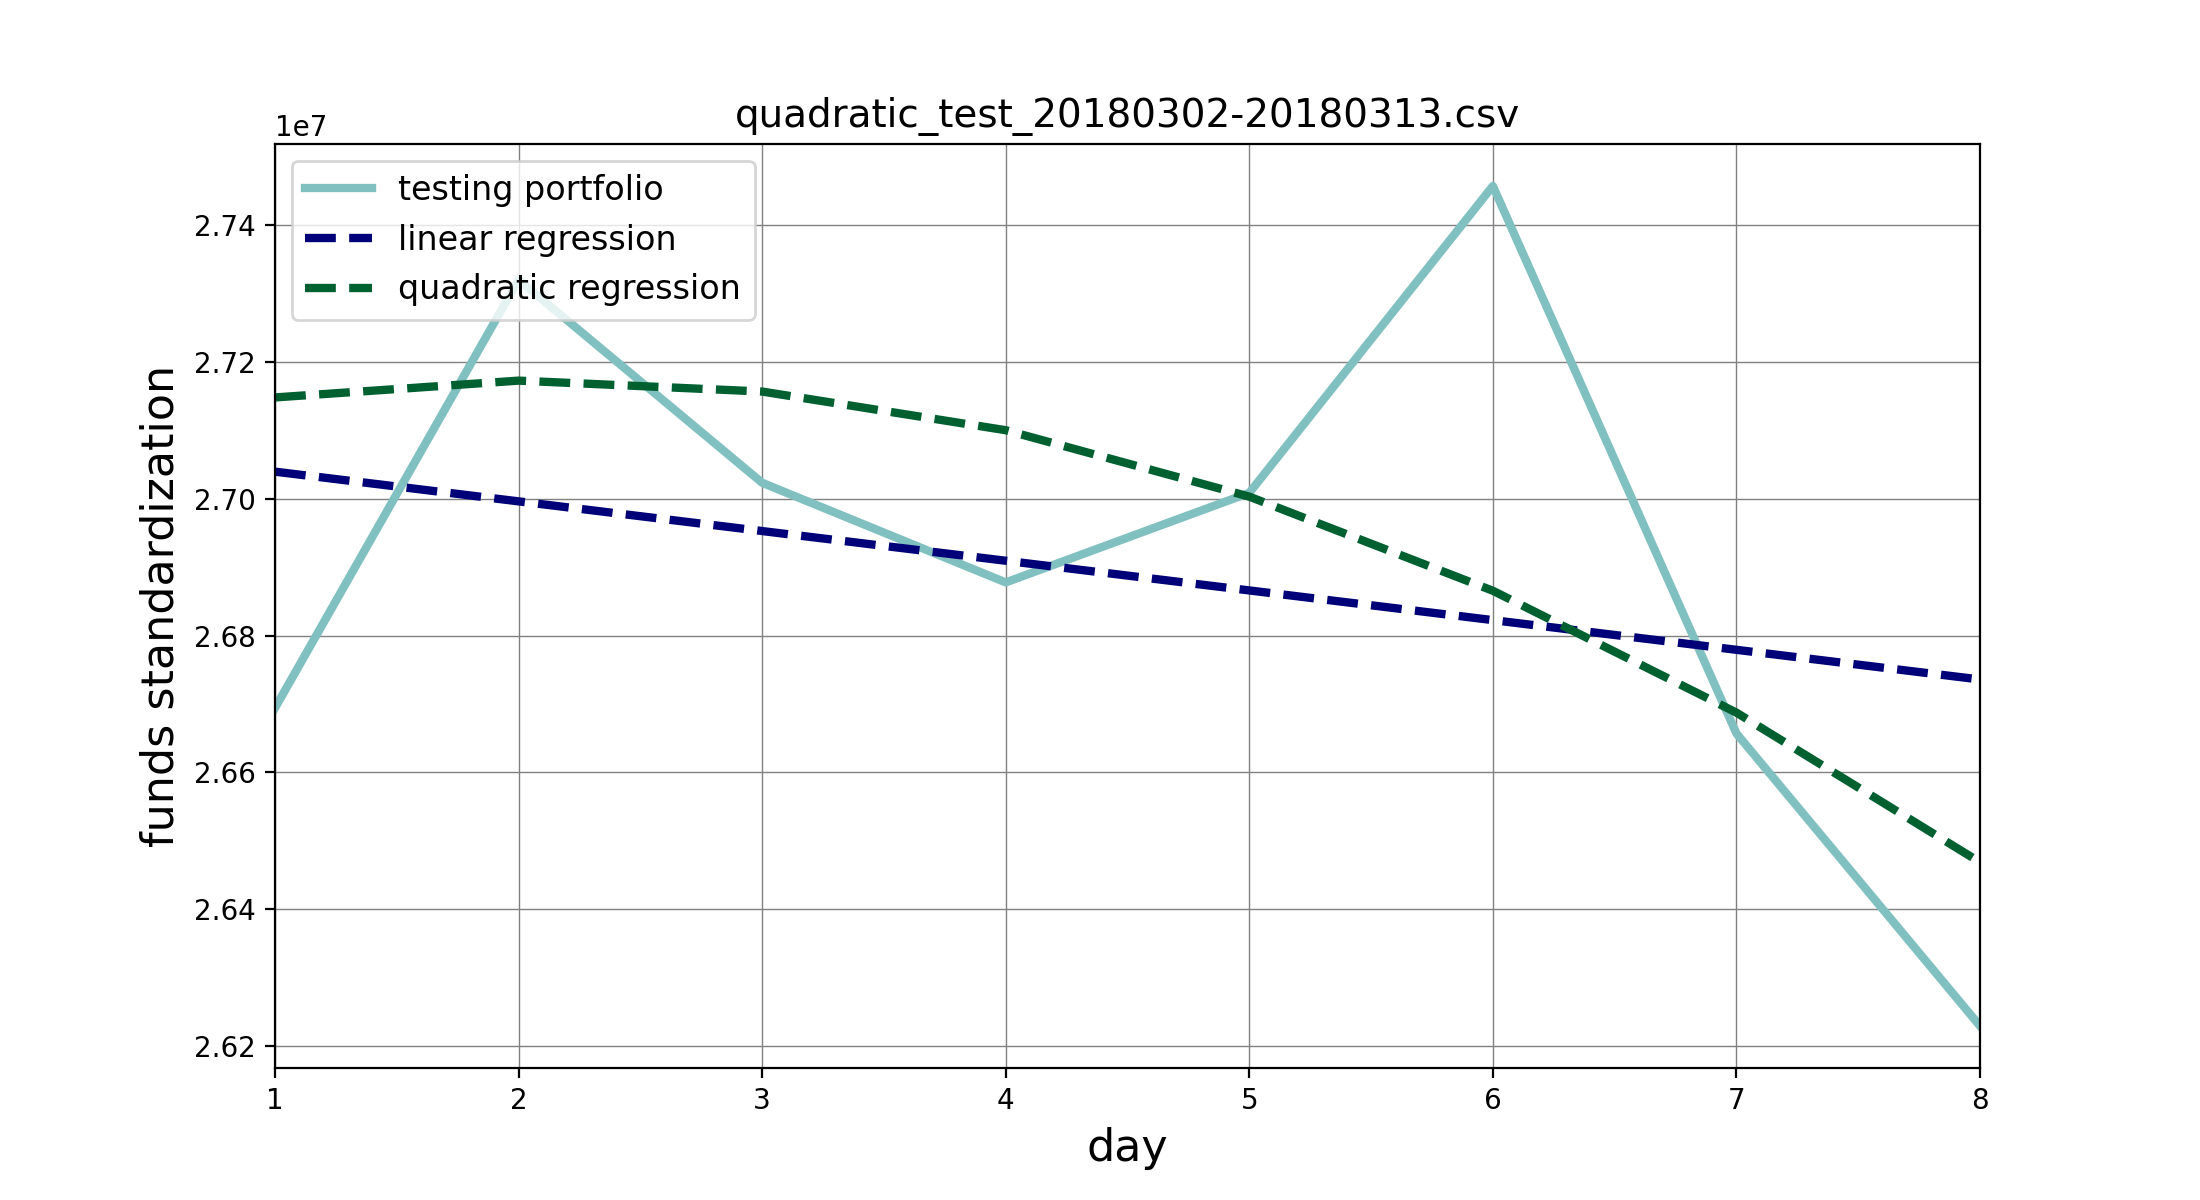 quadratic_test_20180302-20180313.csv
1e7
testing portfolio
linear regression
quadratic regression
2.74
2.72
2.70
2.68
2.66
2.64
2.62
funds standardization
1 2 3 4 5 6 7 8
day